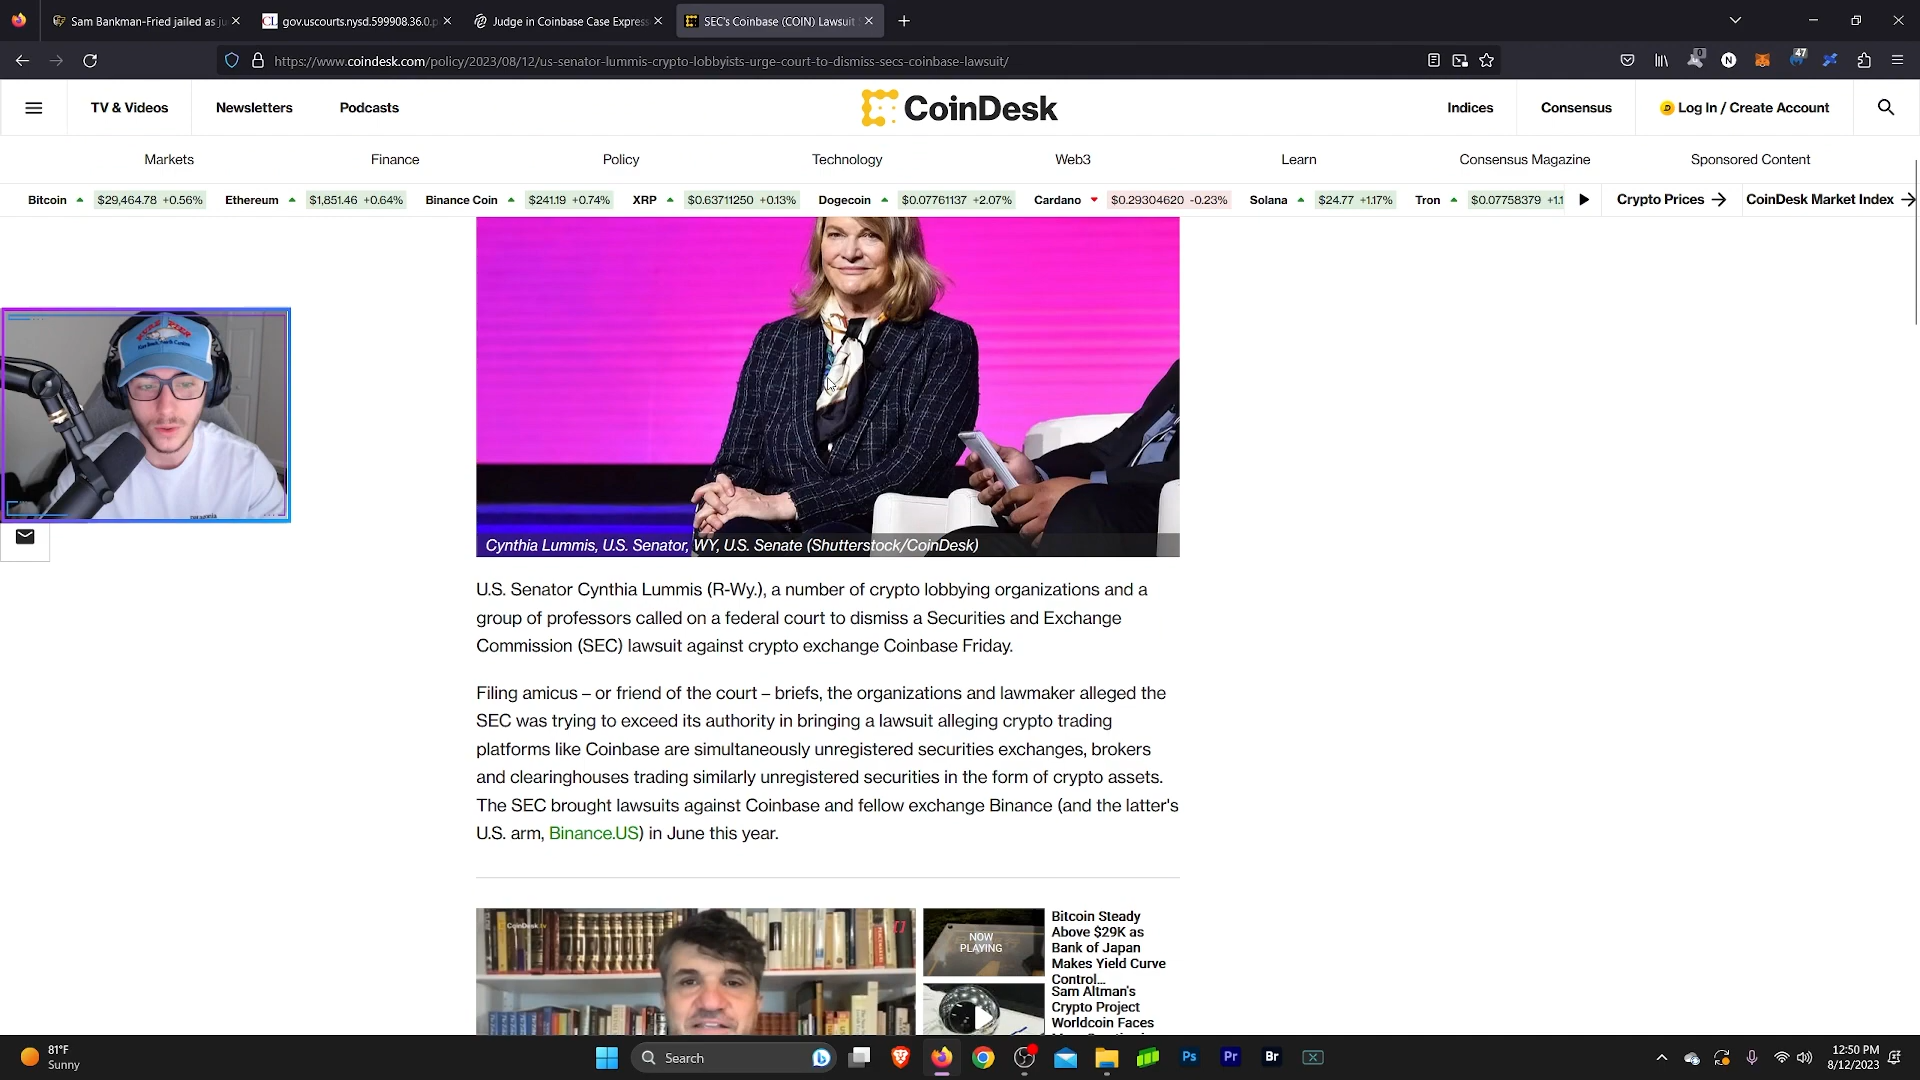 Sam Bankman-Fried jailed as ju
gov.uscourts.nysd.599908.36.0.p
Judge in Coinbase Case Express
SEC's Coinbase (COIN) Lawsuit
https://www.coindesk.com/policy/2023/08/12/us-senator-lummis-crypto-lobbyists-urge-court-to-dismiss-secs-coinbase-lawsuit/
0
47
TV & Videos
Newsletters
Podcasts
CoinDesk
Indices
Consensus
Log In / Create Account
Markets
Finance
Policy
Technology
Web3
Learn
Consensus Magazine
Sponsored Content
Bitcoin $29,464.78 +0.56%
Ethereum $1,851.46 +0.64%
Binance Coin $241.19 +0.74%
XRP $0.63711250 +0.13%
Dogecoin $0.07761137 +2.07%
Cardano $0.29304620 -0.23%
Solana $24.77 +1.17%
Tron $0.07758379 +1.1
Crypto Prices
CoinDesk Market Index
Cynthia Lummis, U.S. Senator, WY, U.S. Senate (Shutterstock/CoinDesk)
U.S. Senator Cynthia Lummis (R-Wy.), a number of crypto lobbying organizations and a
group of professors called on a federal court to dismiss a Securities and Exchange
Commission (SEC) lawsuit against crypto exchange Coinbase Friday.
Filing amicus – or friend of the court – briefs, the organizations and lawmaker alleged the
SEC was trying to exceed its authority in bringing a lawsuit alleging crypto trading
platforms like Coinbase are simultaneously unregistered securities exchanges, brokers
and clearinghouses trading similarly unregistered securities in the form of crypto assets.
The SEC brought lawsuits against Coinbase and fellow exchange Binance (and the latter's
U.S. arm, Binance.US) in June this year.
CoinDesk.tv
NOW
PLAYING
Bitcoin Steady
Above $29K as
Bank of Japan
Makes Yield Curve
Control...
Sam Altman's
Crypto Project
Worldcoin Faces
81°F
Sunny
Search
Ps
Pr
Br
12:50 PM
8/12/2023